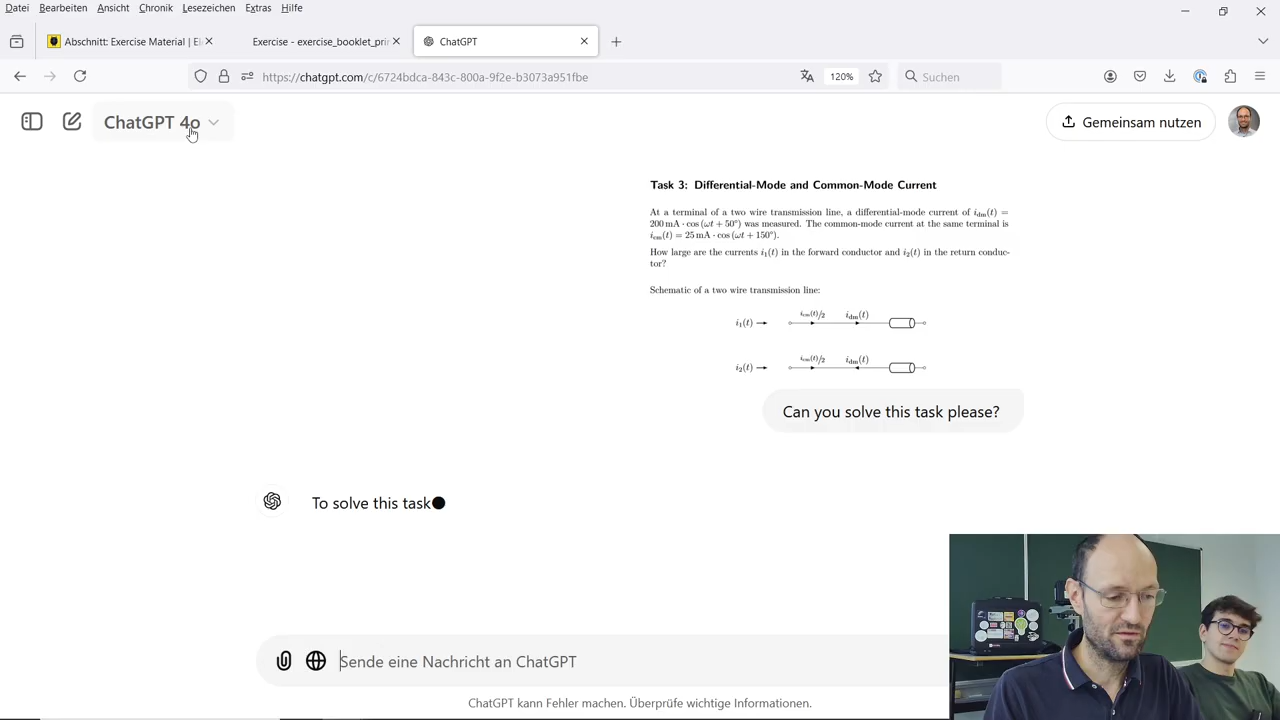 Datei Bearbeiten Ansicht Chronik Lesezeichen Extras Hilfe
Abschnitt: Exercise Material | El
Exercise - exercise_booklet_prin
ChatGPT
https://chatgpt.com/c/6724bdca-843c-800a-9f2e-b3073a951fbe
120%
Suchen
ChatGPT 4o
Gemeinsam nutzen
Task 3: Differential-Mode and Common-Mode Current
At a terminal of a two wire transmission line, a differential-mode current of i_dm(t) =
200 mA · cos (ωt + 50°) was measured. The common-mode current at the same terminal is
i_cm(t) = 25 mA · cos (ωt + 150°).
How large are the currents i₁(t) in the forward conductor and i₂(t) in the return conduc-
tor?
Schematic of a two wire transmission line:
i_cm(t)/2 i_dm(t)
i₁(t)
i_cm(t)/2 i_dm(t)
i₂(t)
Can you solve this task please?
To solve this task
Sende eine Nachricht an ChatGPT
ChatGPT kann Fehler machen. Überprüfe wichtige Informationen.